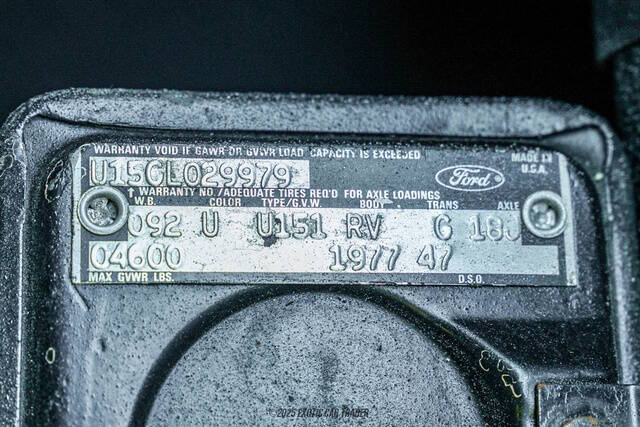 WARRANTY VOID IF GAWR OR GVWR LOAD CAPACITY IS EXCEEDED
MADE IN U.S.A.
U15GL029979
Ford
↑ WARRANTY NO./ADEQUATE TIRES REQ'D FOR AXLE LOADINGS
W.B. COLOR TYPE/G.V.W. BODY TRANS AXLE
092 U U151 RV G 18J
04600 1977 47
MAX GVWR LBS. D.S.O.
©2025 EXOTIC CAR TRADER